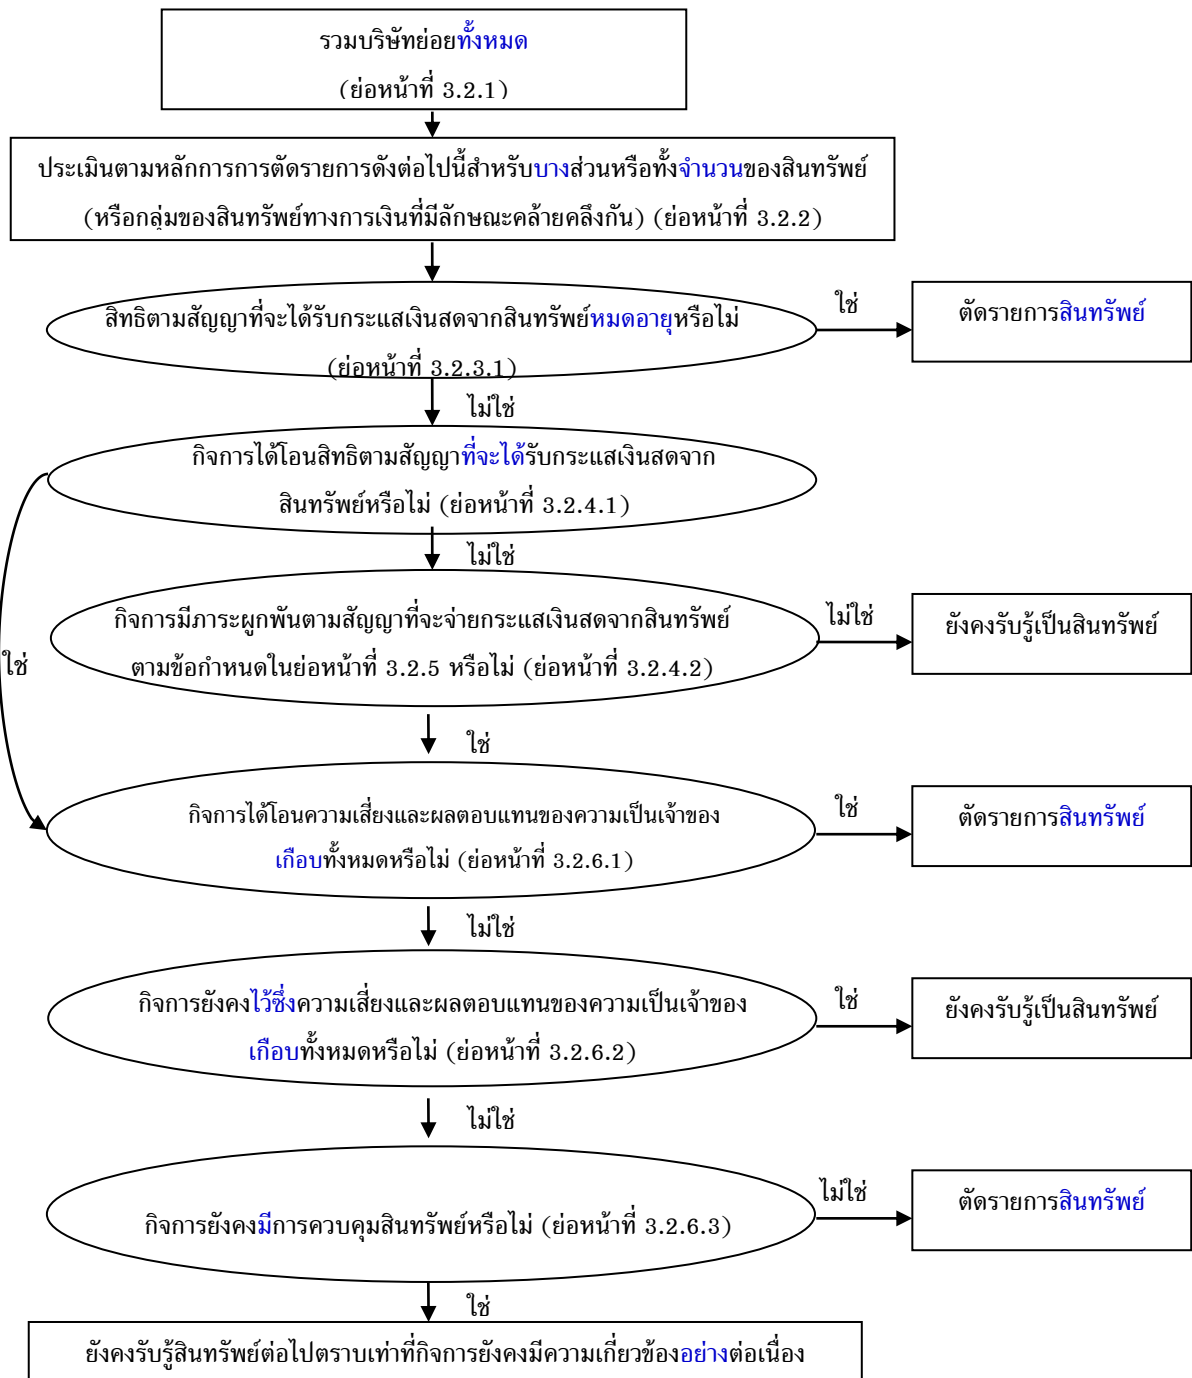 รวมบริษัทย่อยทั้งหมด
(ย่อหน้าที่ 3.2.1)
ประเมินตามหลักการการตัดรายการดังต่อไปนี้สำหรับบางส่วนหรือทั้งจำนวนของสินทรัพย์
(หรือกลุ่มของสินทรัพย์ทางการเงินที่มีลักษณะคล้ายคลึงกัน) (ย่อหน้าที่ 3.2.2)
สิทธิตามสัญญาที่จะได้รับกระแสเงินสดจากสินทรัพย์หมดอายุหรือไม่
(ย่อหน้าที่ 3.2.3.1)
ใช่
ตัดรายการสินทรัพย์
ไม่ใช่
กิจการได้โอนสิทธิตามสัญญาที่จะได้รับกระแสเงินสดจาก
สินทรัพย์หรือไม่ (ย่อหน้าที่ 3.2.4.1)
ไม่ใช่
กิจการมีภาระผูกพันตามสัญญาที่จะจ่ายกระแสเงินสดจากสินทรัพย์
ตามข้อกำหนดในย่อหน้าที่ 3.2.5 หรือไม่ (ย่อหน้าที่ 3.2.4.2)
ไม่ใช่
ยังคงรับรู้เป็นสินทรัพย์
ใช่
ใช่
กิจการได้โอนความเสี่ยงและผลตอบแทนของความเป็นเจ้าของ
เกือบทั้งหมดหรือไม่ (ย่อหน้าที่ 3.2.6.1)
ใช่
ตัดรายการสินทรัพย์
ไม่ใช่
กิจการยังคงไว้ซึ่งความเสี่ยงและผลตอบแทนของความเป็นเจ้าของ
เกือบทั้งหมดหรือไม่ (ย่อหน้าที่ 3.2.6.2)
ใช่
ยังคงรับรู้เป็นสินทรัพย์
ไม่ใช่
กิจการยังคงมีการควบคุมสินทรัพย์หรือไม่ (ย่อหน้าที่ 3.2.6.3)
ไม่ใช่
ตัดรายการสินทรัพย์
ใช่
ยังคงรับรู้สินทรัพย์ต่อไปตราบเท่าที่กิจการยังคงมีความเกี่ยวข้องอย่างต่อเนื่อง